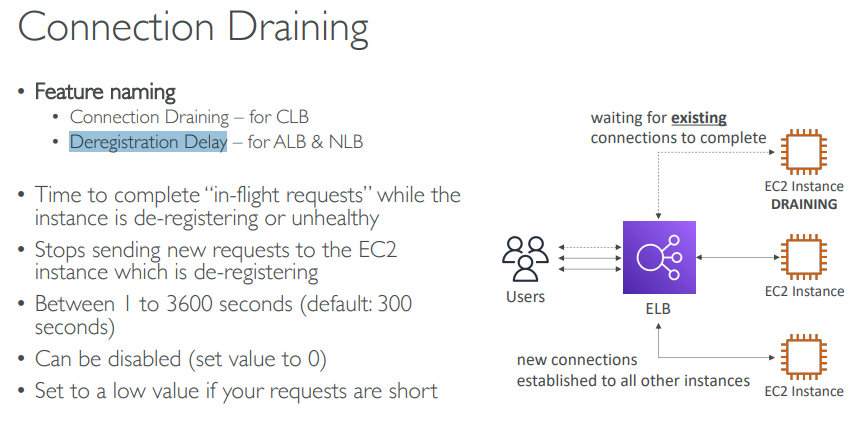 Connection Draining
• Feature naming
• Connection Draining – for CLB
• Deregistration Delay – for ALB & NLB
• Time to complete “in-flight requests” while the
instance is de-registering or unhealthy
• Stops sending new requests to the EC2
instance which is de-registering
• Between 1 to 3600 seconds (default: 300
seconds)
• Can be disabled (set value to 0)
• Set to a low value if your requests are short
waiting for existing
connections to complete
EC2 Instance
DRAINING
Users
ELB
EC2 Instance
new connections
established to all other instances
EC2 Instance